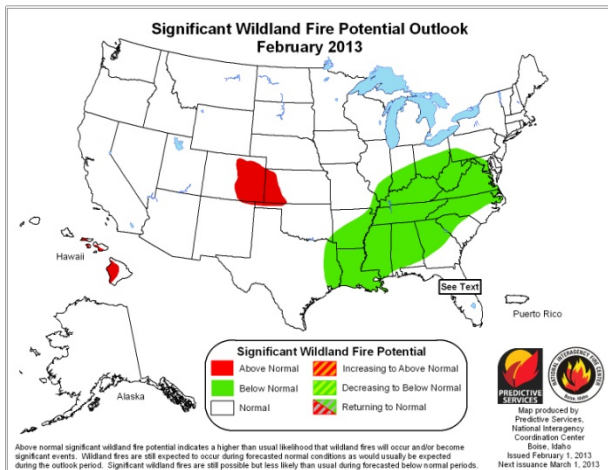 Significant Wildland Fire Potential Outlook
February 2013
Hawaii
See Text
Puerto Rico
Alaska
Significant Wildland Fire Potential
Above Normal
Increasing to Above Normal
Below Normal
Decreasing to Below Normal
Normal
Returning to Normal
PREDICTIVE
SERVICES
NATIONAL INTERAGENCY FIRE CENTER
Boise, Idaho
Map produced by
Predictive Services,
National Interagency
Coordination Center
Boise, Idaho
Issued February 1, 2013
Next issuance March 1, 2013
Above normal significant wildland fire potential indicates a higher than usual likelihood that wildland fires will occur and/or become
significant events. Wildland fires are still expected to occur during forecasted normal conditions as would usually be expected
during the outlook period. Significant wildland fires are still possible but less likely than usual during forecasted below normal periods.